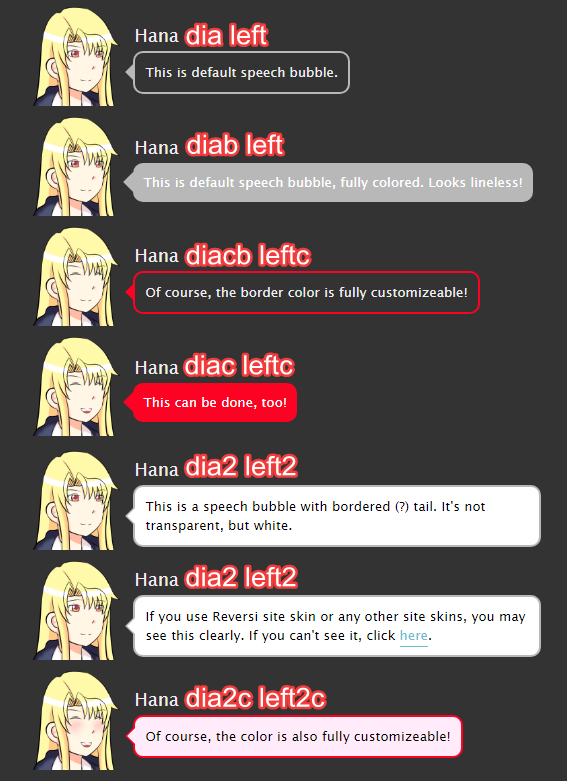 Hana dia left
This is default speech bubble.
Hana diab left
This is default speech bubble, fully colored. Looks lineless!
Hana diacb leftc
Of course, the border color is fully customizeable!
Hana diac leftc
This can be done, too!
Hana dia2 left2
This is a speech bubble with bordered (?) tail. It's not
transparent, but white.
Hana dia2 left2
If you use Reversi site skin or any other site skins, you may
see this clearly. If you can't see it, click here.
Hana dia2c left2c
Of course, the color is also fully customizeable!